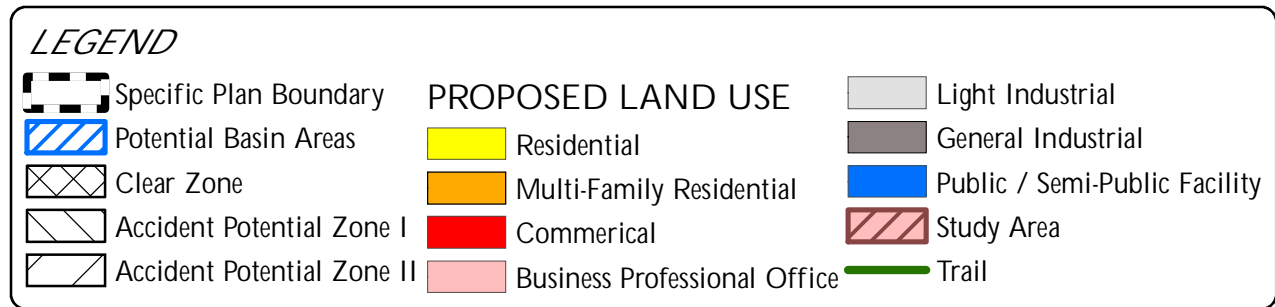 LEGEND
Specific Plan Boundary
Potential Basin Areas
Clear Zone
Accident Potential Zone I
Accident Potential Zone II
PROPOSED LAND USE
Residential
Multi-Family Residential
Commerical
Business Professional Office
Light Industrial
General Industrial
Public / Semi-Public Facility
Study Area
Trail